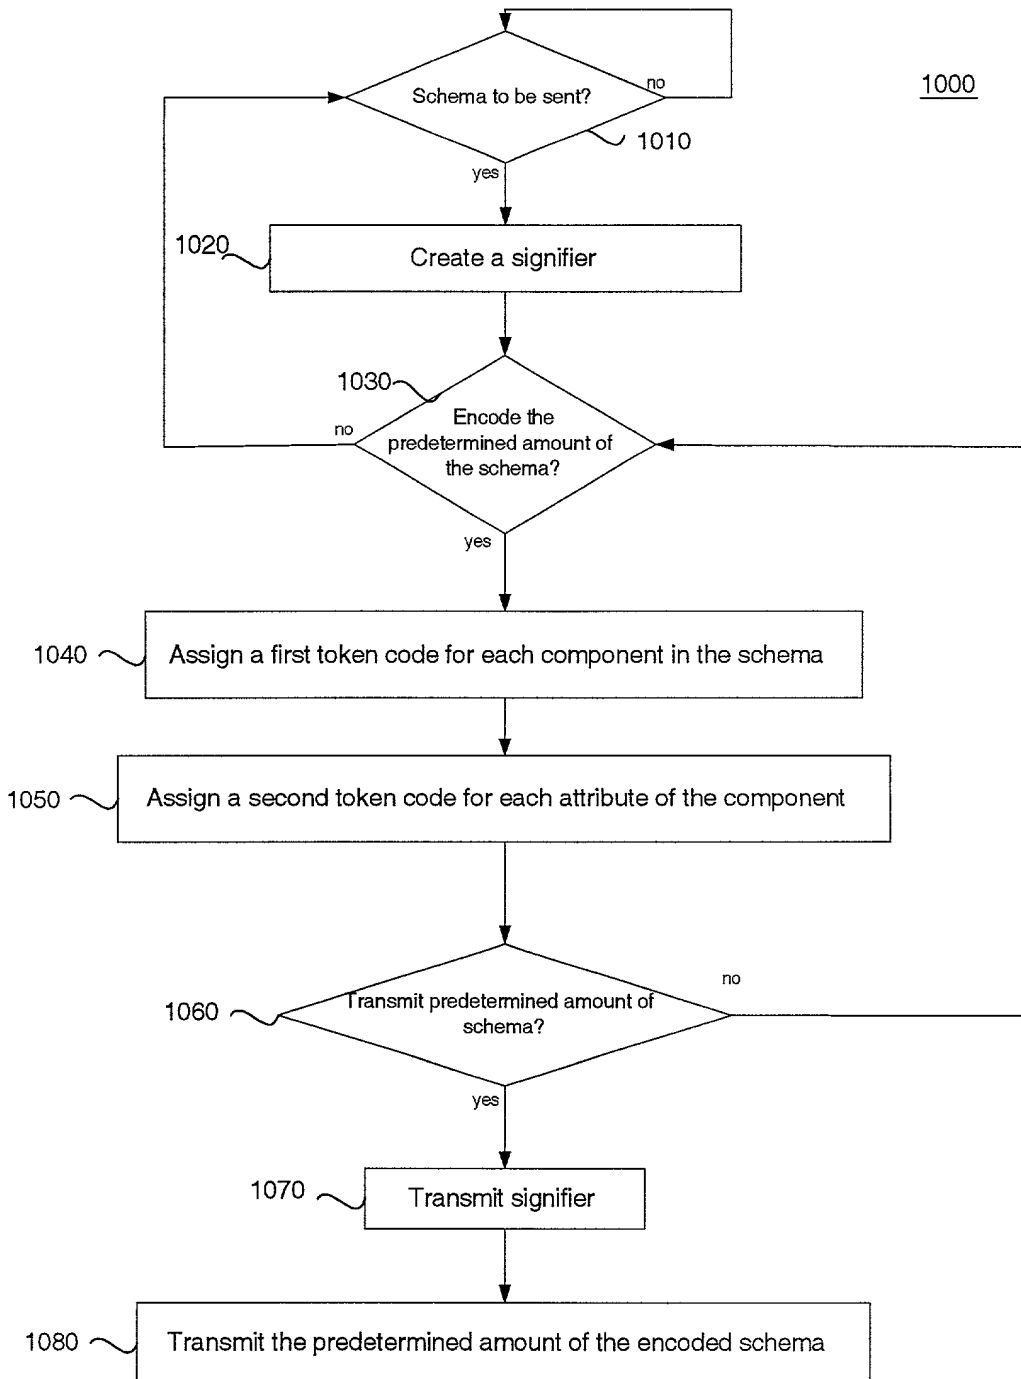 1000
Schema to be sent?
no
1010
yes
1020
Create a signifier
1030
Encode the
predetermined amount of
the schema?
no
yes
1040
Assign a first token code for each component in the schema
1050
Assign a second token code for each attribute of the component
1060
Transmit predetermined amount of
schema?
no
yes
1070
Transmit signifier
1080
Transmit the predetermined amount of the encoded schema